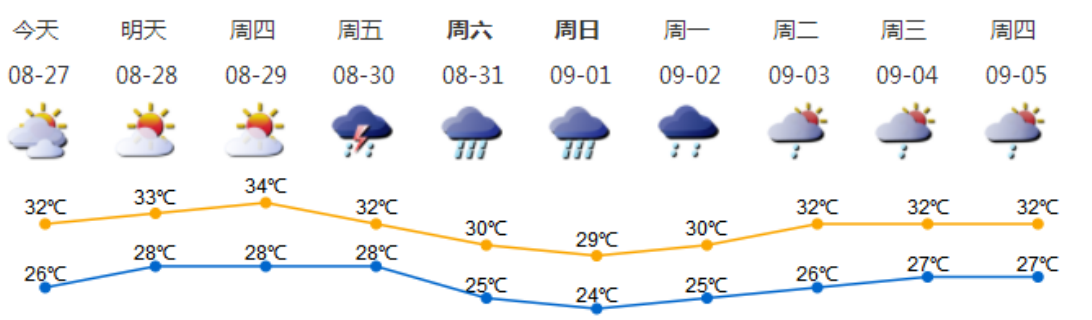 今天 明天 周四 周五 周六 周日 周一 周二 周三 周四
08-27 08-28 08-29 08-30 08-31 09-01 09-02 09-03 09-04 09-05
32℃ 33℃ 34℃ 32℃ 30℃ 29℃ 30℃ 32℃ 32℃ 32℃
26℃ 28℃ 28℃ 28℃ 25℃ 24℃ 25℃ 26℃ 27℃ 27℃